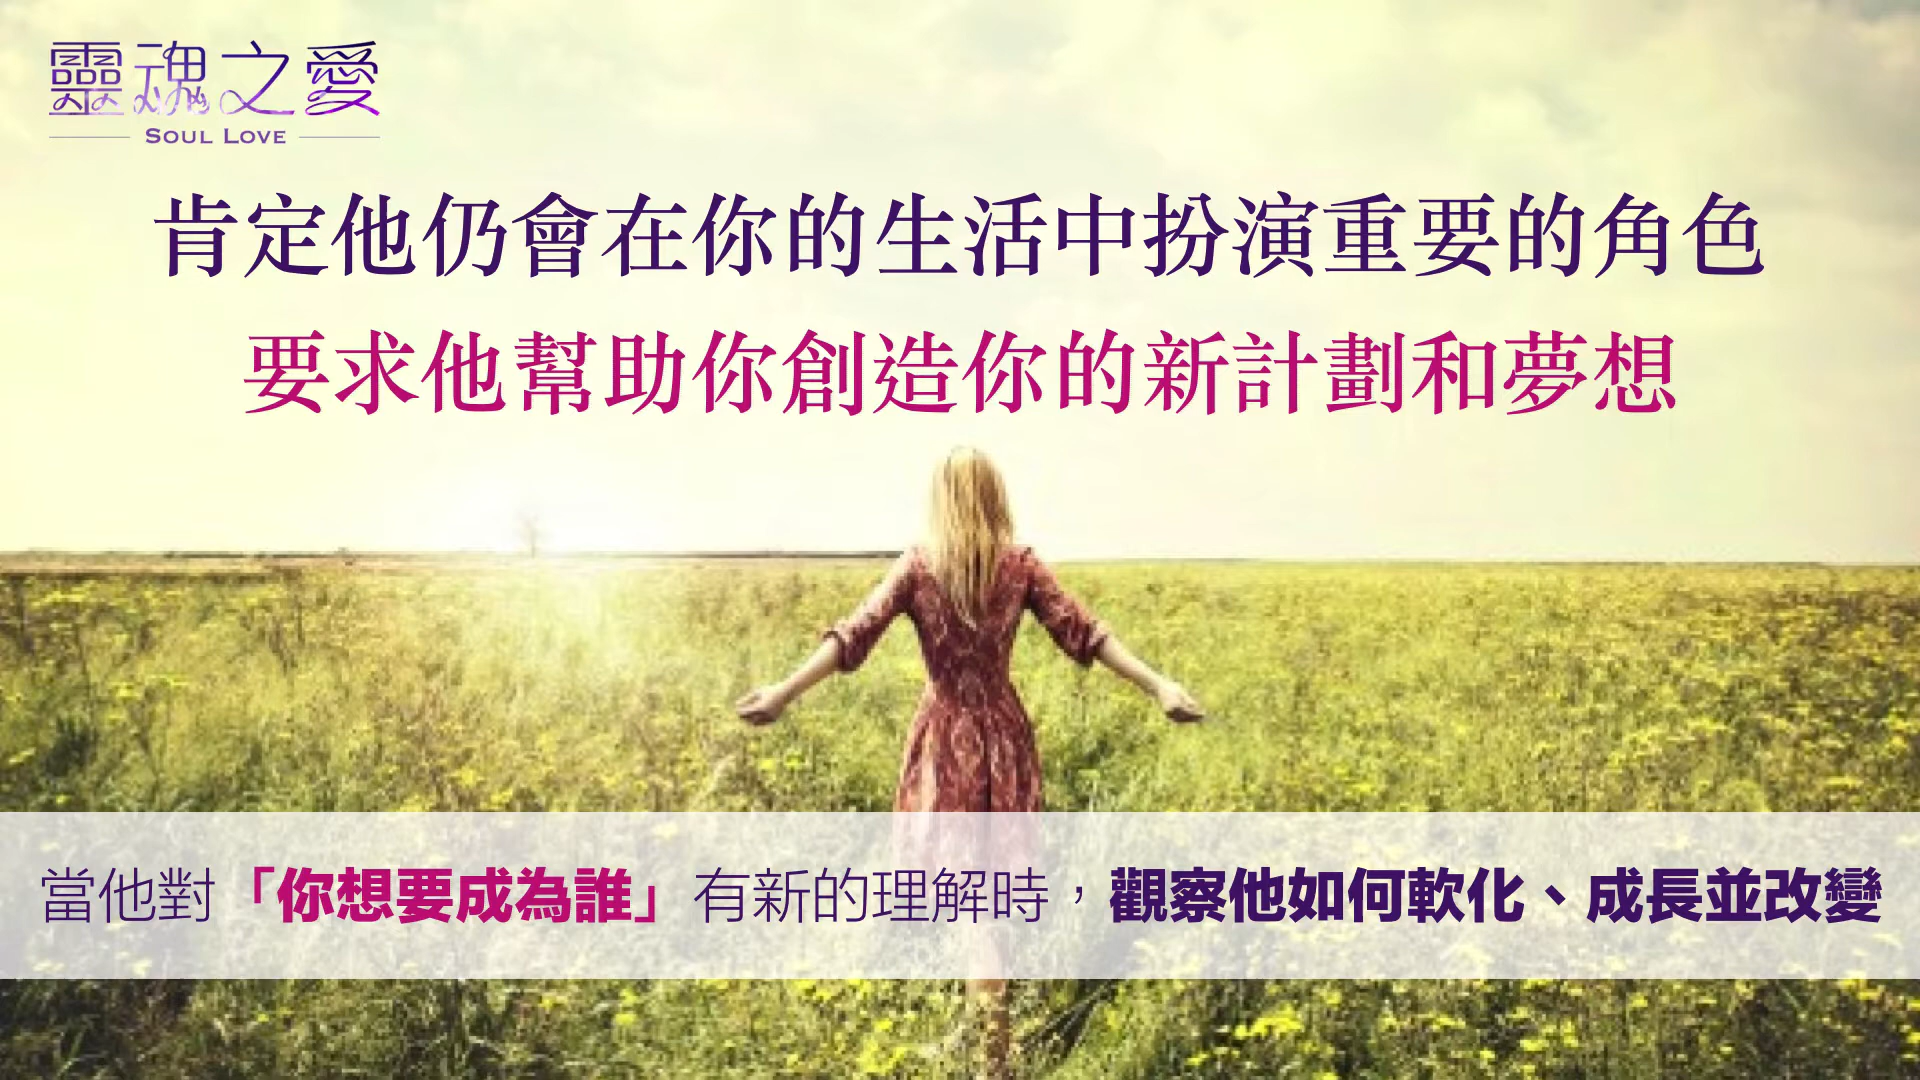 靈魂之愛
SOUL LOVE
肯定他仍會在你的生活中扮演重要的角色
要求他幫助你創造你的新計劃和夢想
當他對「你想要成為誰」有新的理解時，觀察他如何軟化、成長並改變